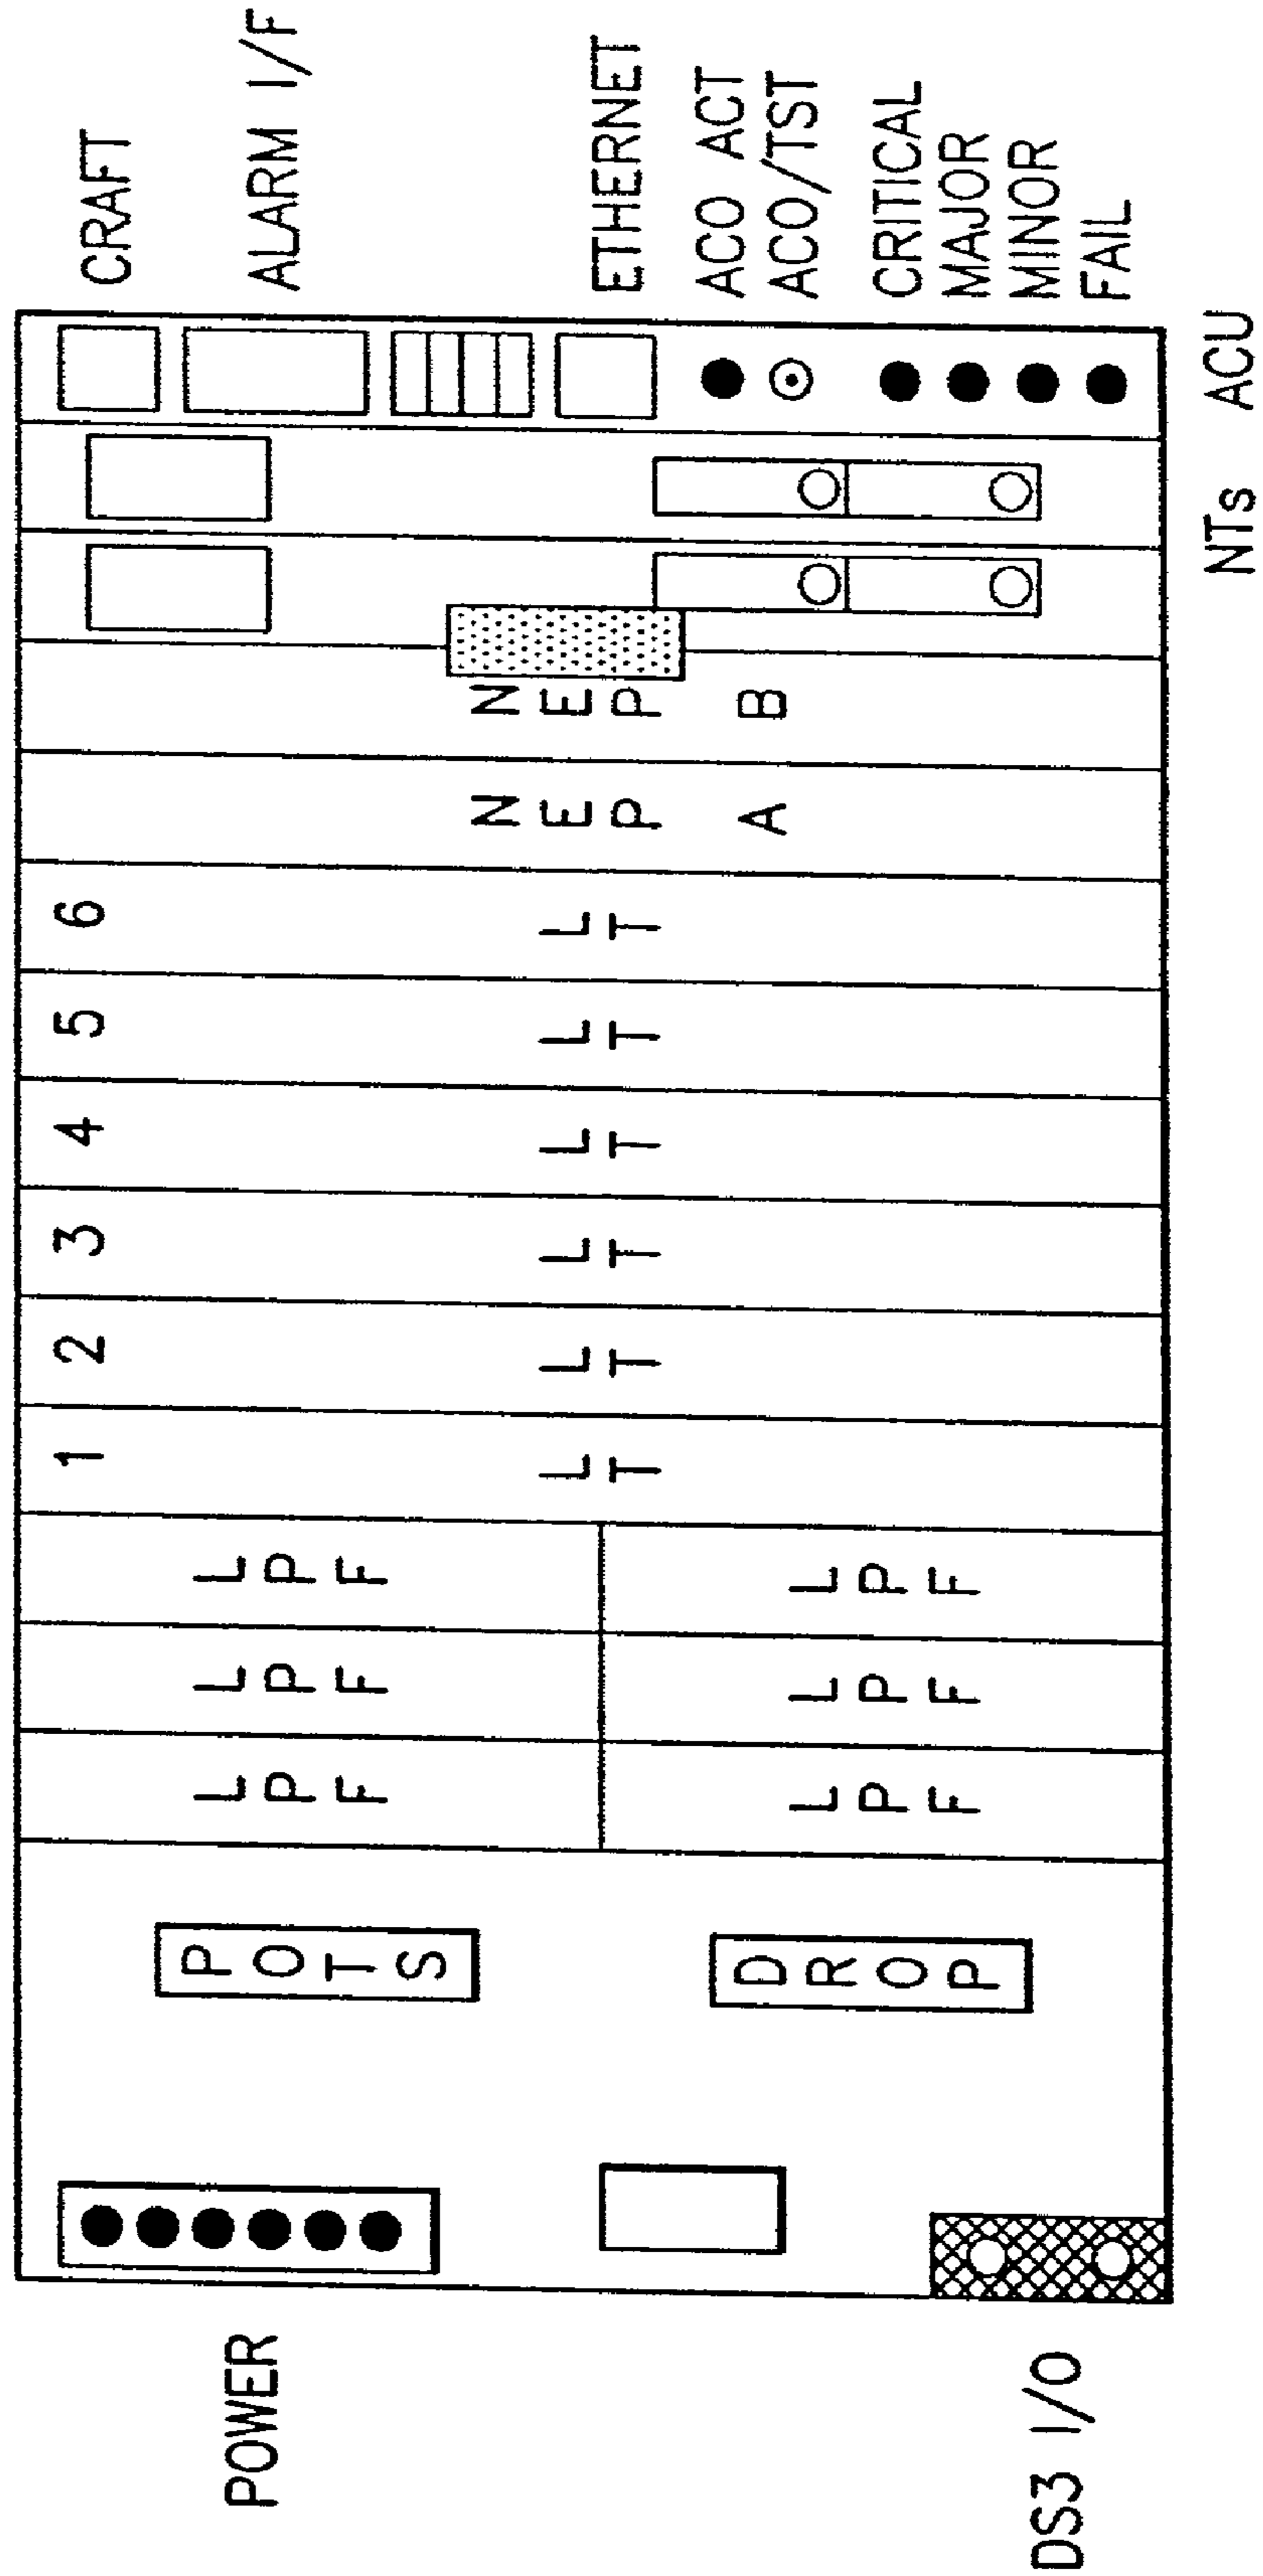 POWER
DS3 I/O
POTS
DROP
LPF
LPF
LPF
LPF
LPF
LPF
1
2
3
4
5
6
LT
LT
LT
LT
LT
LT
NEP A
NEP B
CRAFT
ALARM I/F
ETHERNET
ACO ACT
ACO/TST
CRITICAL
MAJOR
MINOR
FAIL
NTs
ACU